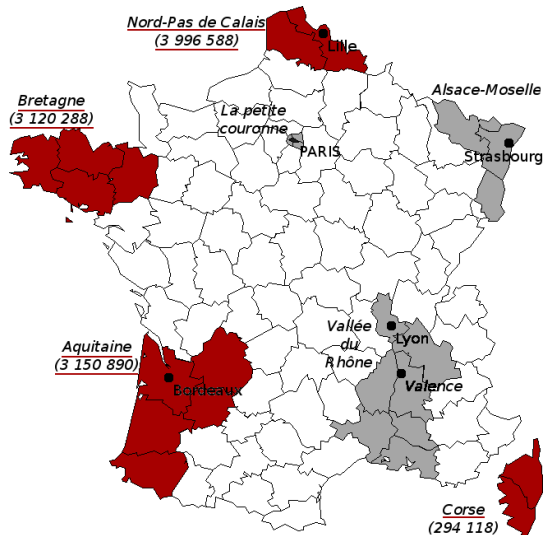 Nord-Pas de Calais
(3 996 588)
Lille
Bretagne
(3 120 288)
La petite
couronne
PARIS
Alsace-Moselle
Strasbourg
Aquitaine
(3 150 890)
Bordeaux
Vallée
du
Rhône
Lyon
Valence
Corse
(294 118)